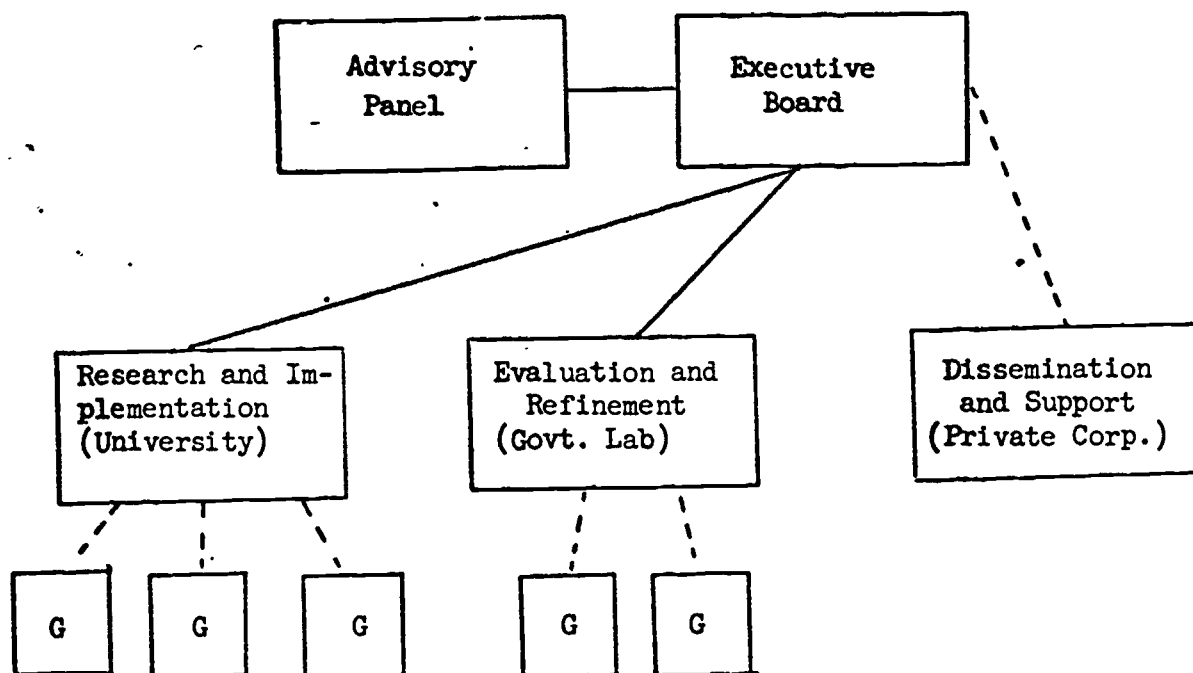 Advisory
Panel
Executive
Board
Research and Im-
plementation
(University)
Evaluation and
Refinement
(Govt. Lab)
Dissemination
and Support
(Private Corp.)
G
G
G
G
G